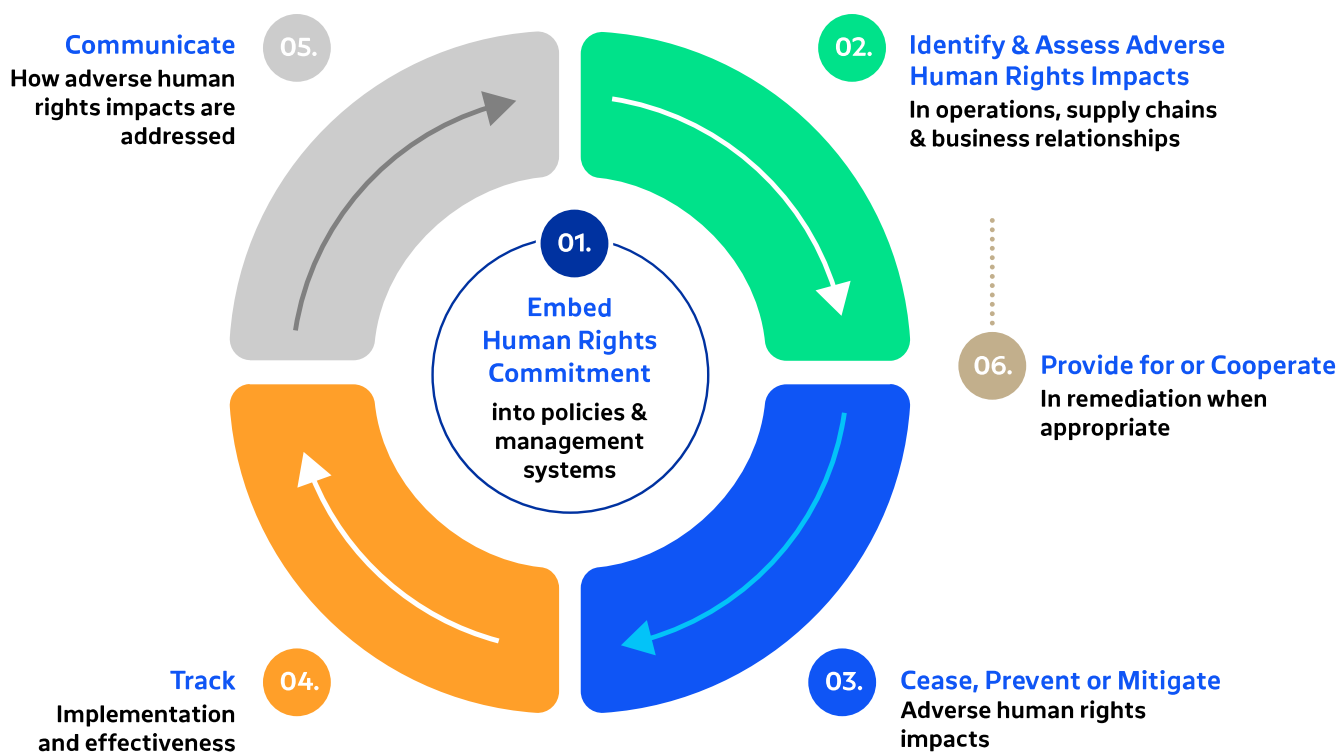 01.
Embed
Human Rights
Commitment
into policies &
management
systems
02.
Identify & Assess Adverse
Human Rights Impacts
In operations, supply chains
& business relationships
03.
Cease, Prevent or Mitigate
Adverse human rights
impacts
04.
Track
Implementation
and effectiveness
05.
Communicate
How adverse human
rights impacts are
addressed
06.
Provide for or Cooperate
In remediation when
appropriate